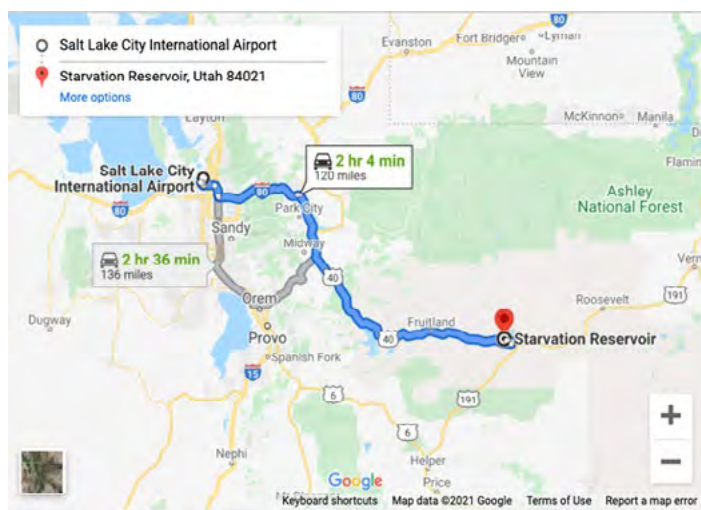 Salt Lake City International Airport
Starvation Reservoir, Utah 84021
More options
Evanston
Fort Bridger
Lyman
Mountain
View
80
Layton
McKinnon
Manila
Salt Lake City
International Airport
2 hr 4 min
120 miles
80
80
Park City
Sandy
Ashley
National Forest
Midway
2 hr 36 min
136 miles
40
Orem
191
Roosevelt
Dugway
Provo
Fruitland
40
Starvation Reservoir
Spanish Fork
15
6
191
Nephi
6
Helper
Price
Google
Keyboard shortcuts
Map data ©2021 Google
Terms of Use
Report a map error